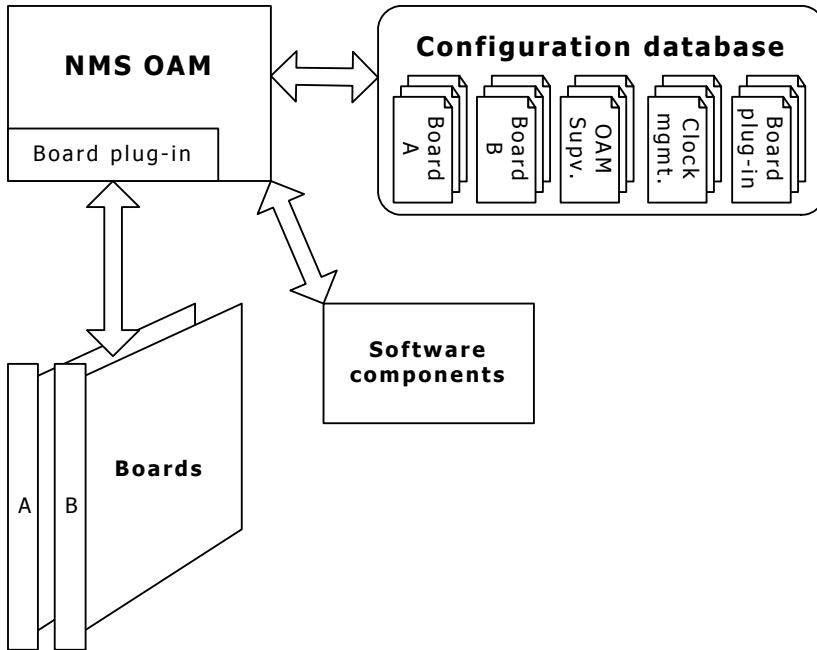 NMS OAM
Board plug-in
Configuration database
Board
A
Board
B
OAM
Supv.
Clock
mgmt.
Board
plug-in
Software
components
Boards
A
B